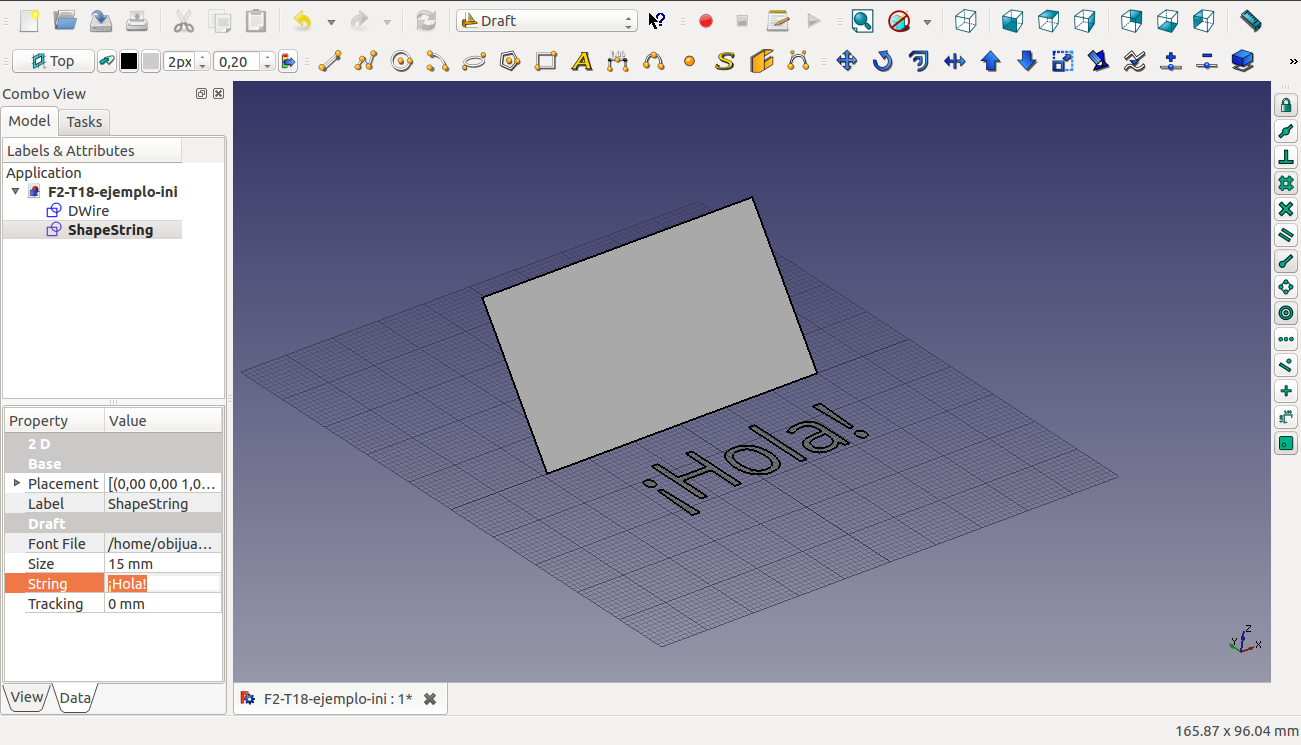 Draft
Top
2px
0,20
Combo View
Model
Tasks
Labels & Attributes
Application
F2-T18-ejemplo-ini
DWire
ShapeString
Property Value
2 D
Base
Placement [(0,00 0,00 1,0...
Label ShapeString
Draft
Font File /home/obijua...
Size 15 mm
String ¡Hola!
Tracking 0 mm
View
Data
¡Hola!
Z
Y
X
F2-T18-ejemplo-ini : 1*
165.87 x 96.04 mm